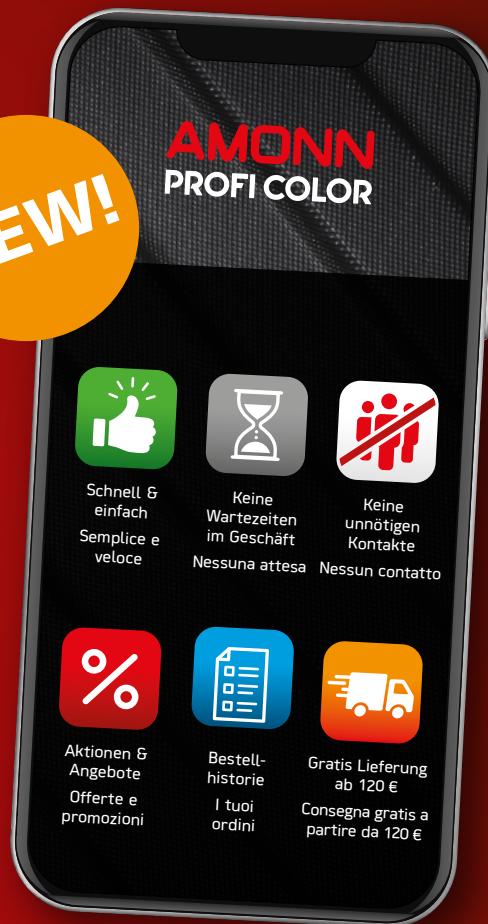 AMONN
PROFI COLOR
EW!
Schnell &
einfach
Semplice e
veloce
Keine
Wartezeiten
im Geschäft
Nessuna attesa
Keine
unnötigen
Kontakte
Nessun contatto
Aktionen &
Angebote
Offerte e
promozioni
Bestell-
historie
I tuoi
ordini
Gratis Lieferung
ab 120 €
Consegna gratis a
partire da 120 €